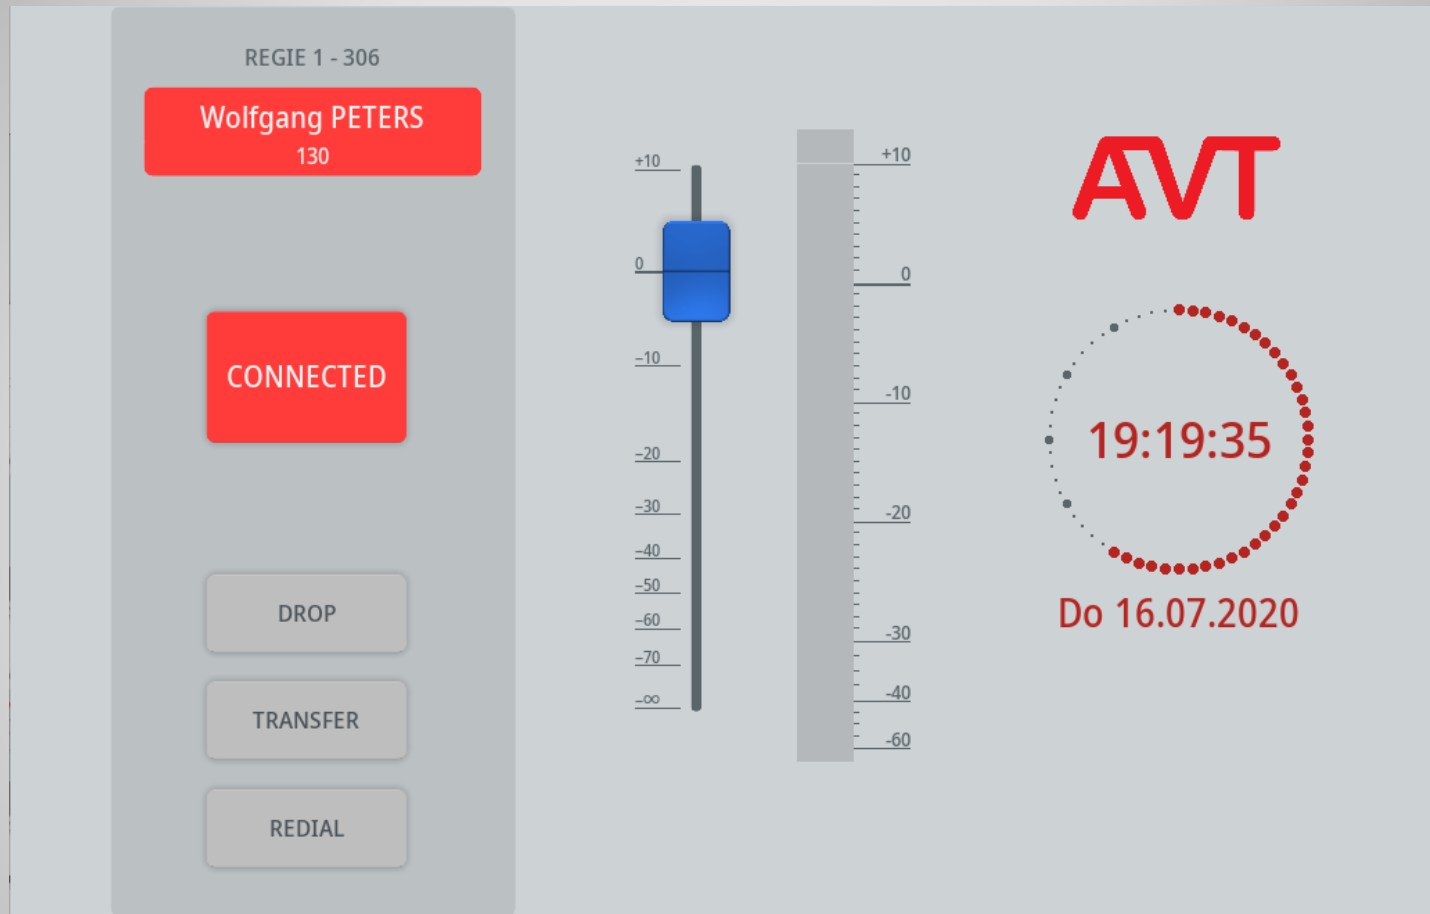 REGIE 1 - 306
Wolfgang PETERS
130
CONNECTED
DROP
TRANSFER
REDIAL
+10
0
–10
–20
–30
–40
–50
–60
–70
–∞
+10
0
-10
-20
-30
-40
-60
AVT
19:19:35
Do 16.07.2020